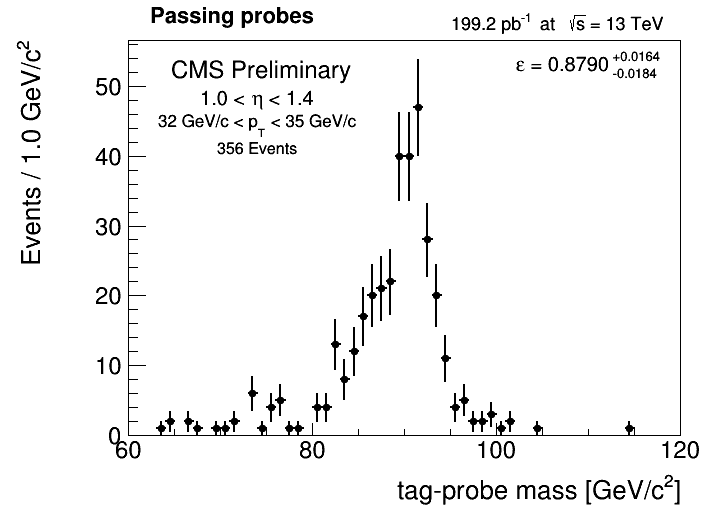 Passing probes
199.2 pb⁻¹ at √s = 13 TeV
CMS Preliminary
1.0 < η < 1.4
32 GeV/c < p_T < 35 GeV/c
356 Events
ε = 0.8790 +0.0164 -0.0184
Events / 1.0 GeV/c²
50
40
30
20
10
0
60 80 100 120
tag-probe mass [GeV/c²]